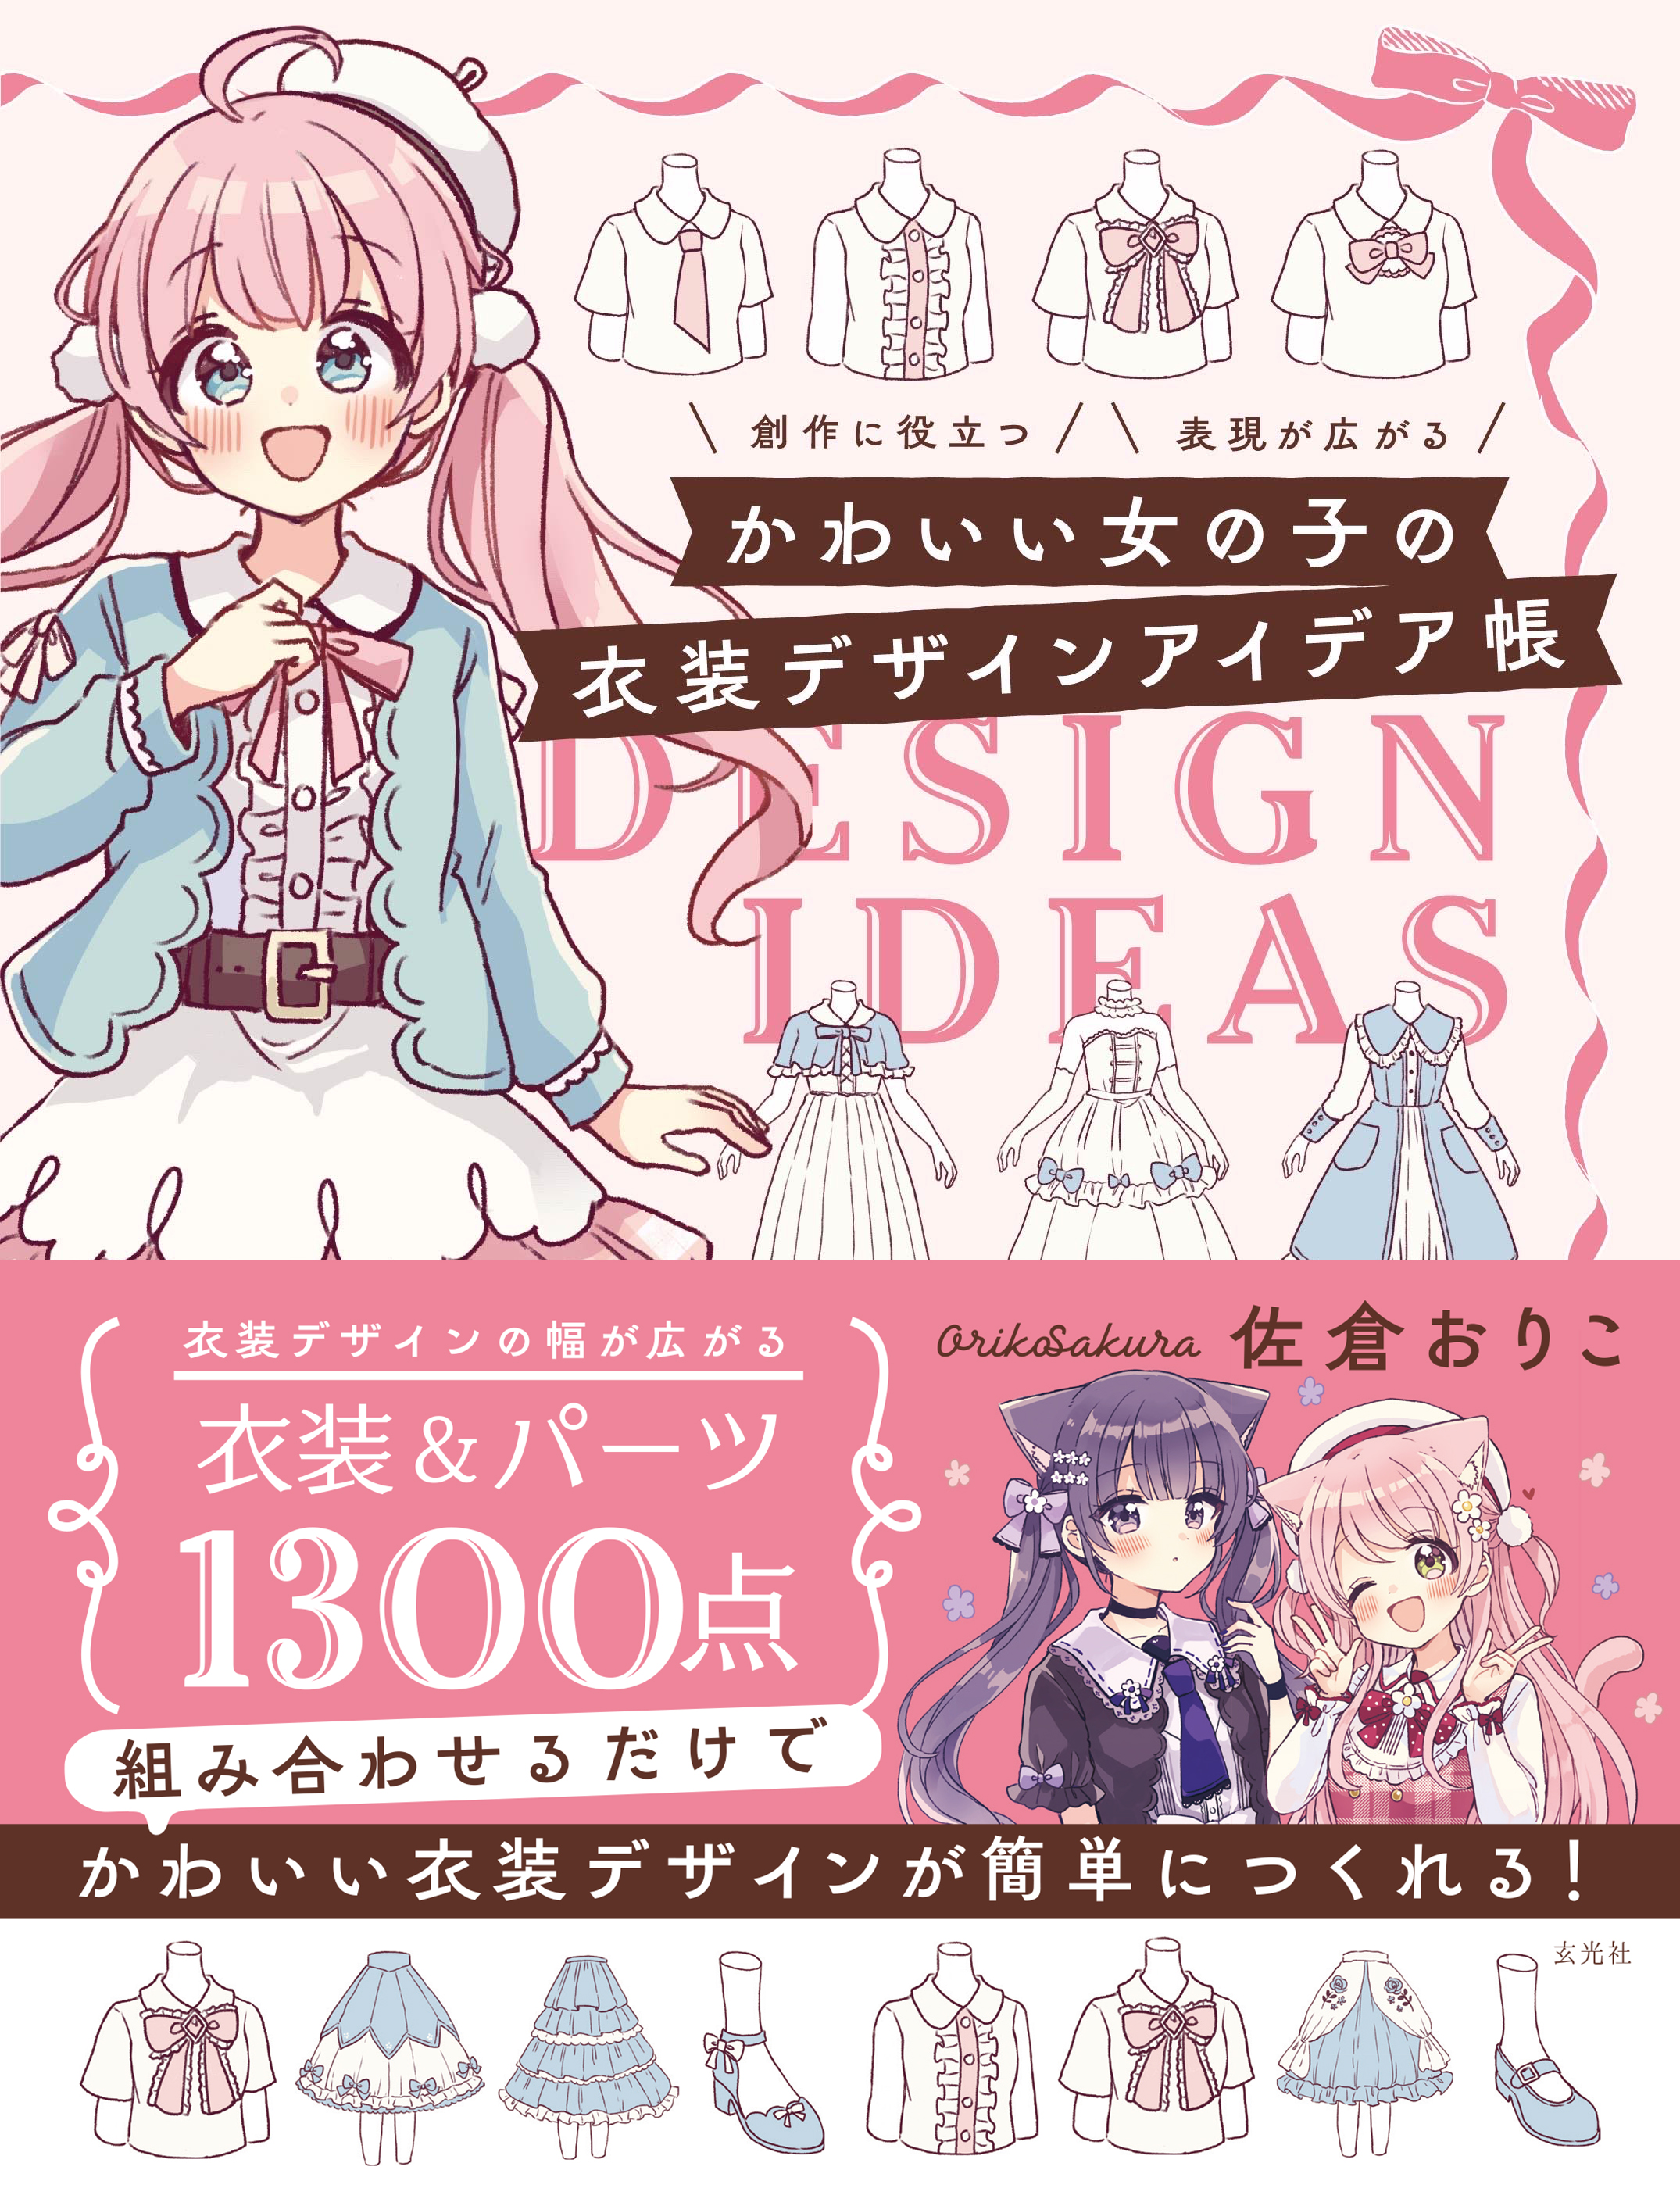 創作に役立つ 表現が広がる
かわいい女の子の
衣装デザインアイデア帳
DESIGN
IDEAS
衣装デザインの幅が広がる
衣装&パーツ
1300点
組み合わせるだけで
Oriko Sakura 佐倉おりこ
かわいい衣装デザインが簡単につくれる!
玄光社